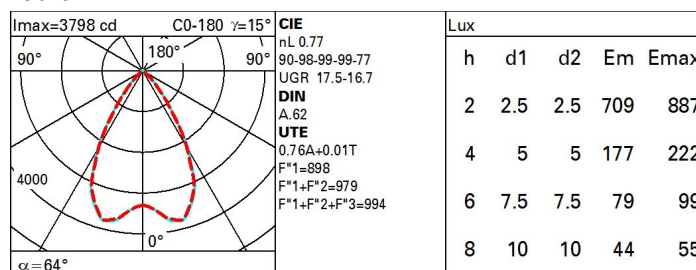 Imax=3798 cd C0-180 γ=15°
90° 180° 90°
4000
0°
α=64°
CIE
nL 0.77
90-98-99-99-77
UGR 17.5-16.7
DIN
A.62
UTE
0.76A+0.01T
F"1=898
F"1+F"2=979
F"1+F"2+F"3=994
Lux
h d1 d2 Em Emax
2 2.5 2.5 709 887
4 5 5 177 222
6 7.5 7.5 79 99
8 10 10 44 55